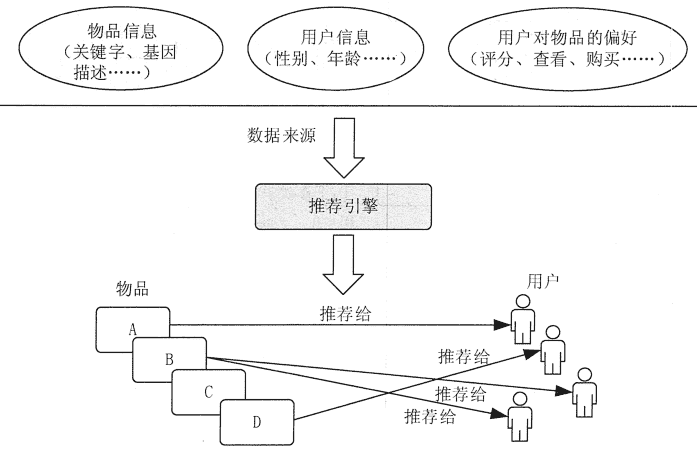 物品信息
（关键字、基因
描述……）
用户信息
（性别、年龄……）
用户对物品的偏好
（评分、查看、购买……）
数据来源
推荐引擎
物品
用户
推荐给
A
推荐给
B
推荐给
C
推荐给
D